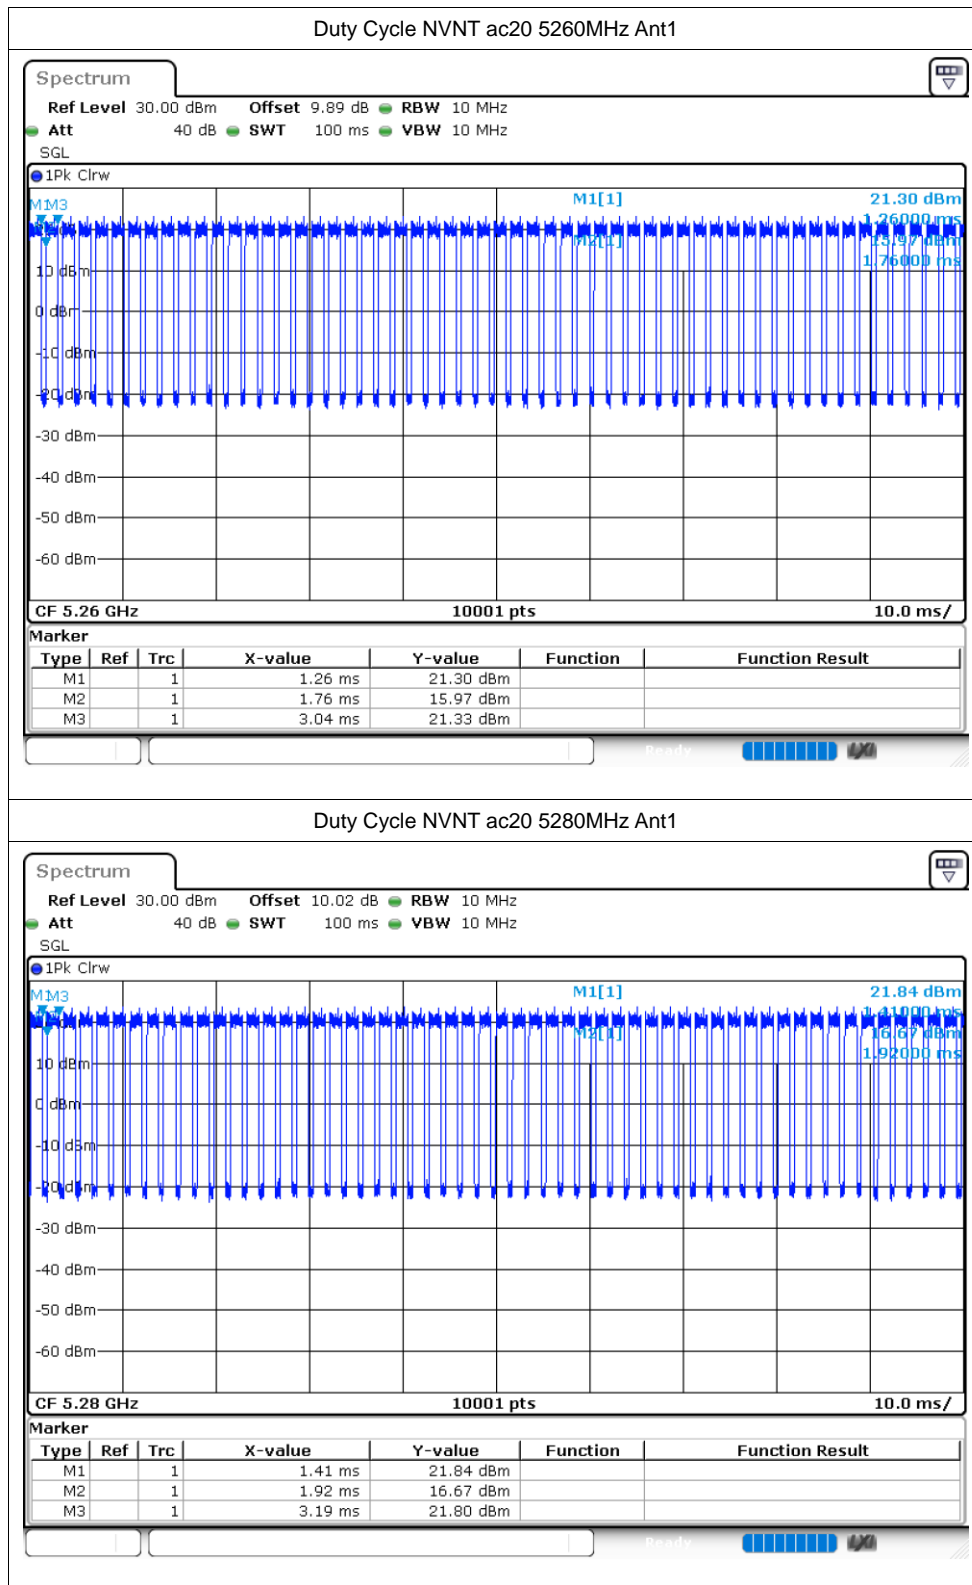 Duty Cycle NVNT ac20 5260MHz Ant1
Spectrum
Ref Level 30.00 dBm Offset 9.89 dB RBW 10 MHz
Att 40 dB SWT 100 ms VBW 10 MHz
SGL
1Pk Clrw
M1 M3 M1[1] 21.30 dBm
1.26000 ms
M2[1] 15.97 dBm
10 dBm 1.76000 ms
0 dBm
-10 dBm
-20 dBm
-30 dBm
-40 dBm
-50 dBm
-60 dBm
CF 5.26 GHz 10001 pts 10.0 ms/
Marker
Type Ref Trc X-value Y-value Function Function Result
M1 1 1.26 ms 21.30 dBm
M2 1 1.76 ms 15.97 dBm
M3 1 3.04 ms 21.33 dBm
Ready LXI
Duty Cycle NVNT ac20 5280MHz Ant1
Spectrum
Ref Level 30.00 dBm Offset 10.02 dB RBW 10 MHz
Att 40 dB SWT 100 ms VBW 10 MHz
SGL
1Pk Clrw
M1 M3 M1[1] 21.84 dBm
1.41000 ms
M2[1] 16.67 dBm
10 dBm 1.92000 ms
0 dBm
-10 dBm
-20 dBm
-30 dBm
-40 dBm
-50 dBm
-60 dBm
CF 5.28 GHz 10001 pts 10.0 ms/
Marker
Type Ref Trc X-value Y-value Function Function Result
M1 1 1.41 ms 21.84 dBm
M2 1 1.92 ms 16.67 dBm
M3 1 3.19 ms 21.80 dBm
Ready LXI